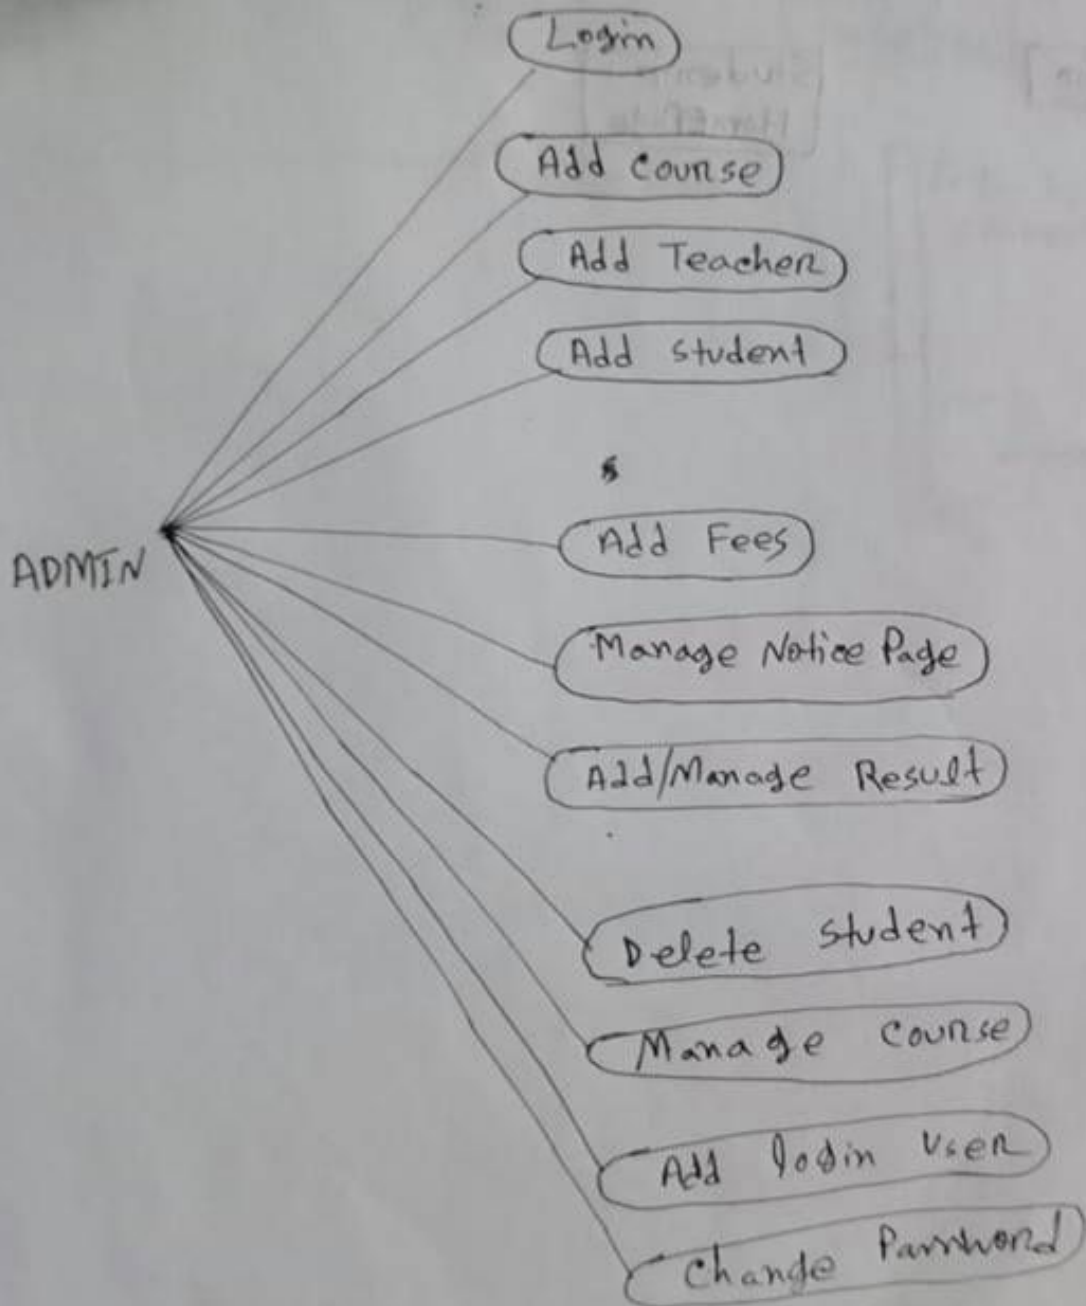 Login
Add Course
Add Teacher
Add Student
ADMIN
Add Fees
Manage Notice Page
Add/Manage Result
Delete Student
Manage Course
Add login User
Change Password